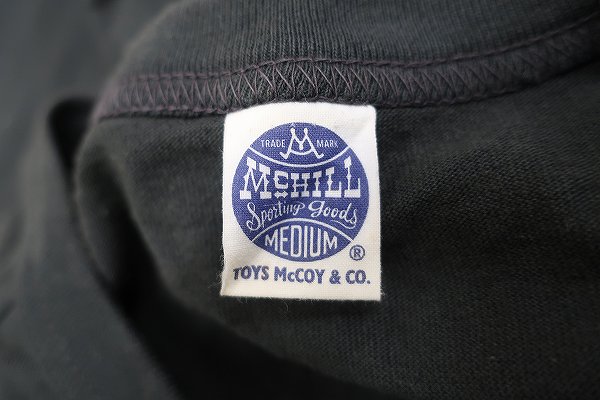 TRADE MARK
McHILL
Sporting Goods
MEDIUM ®
TOYS McCOY & CO.